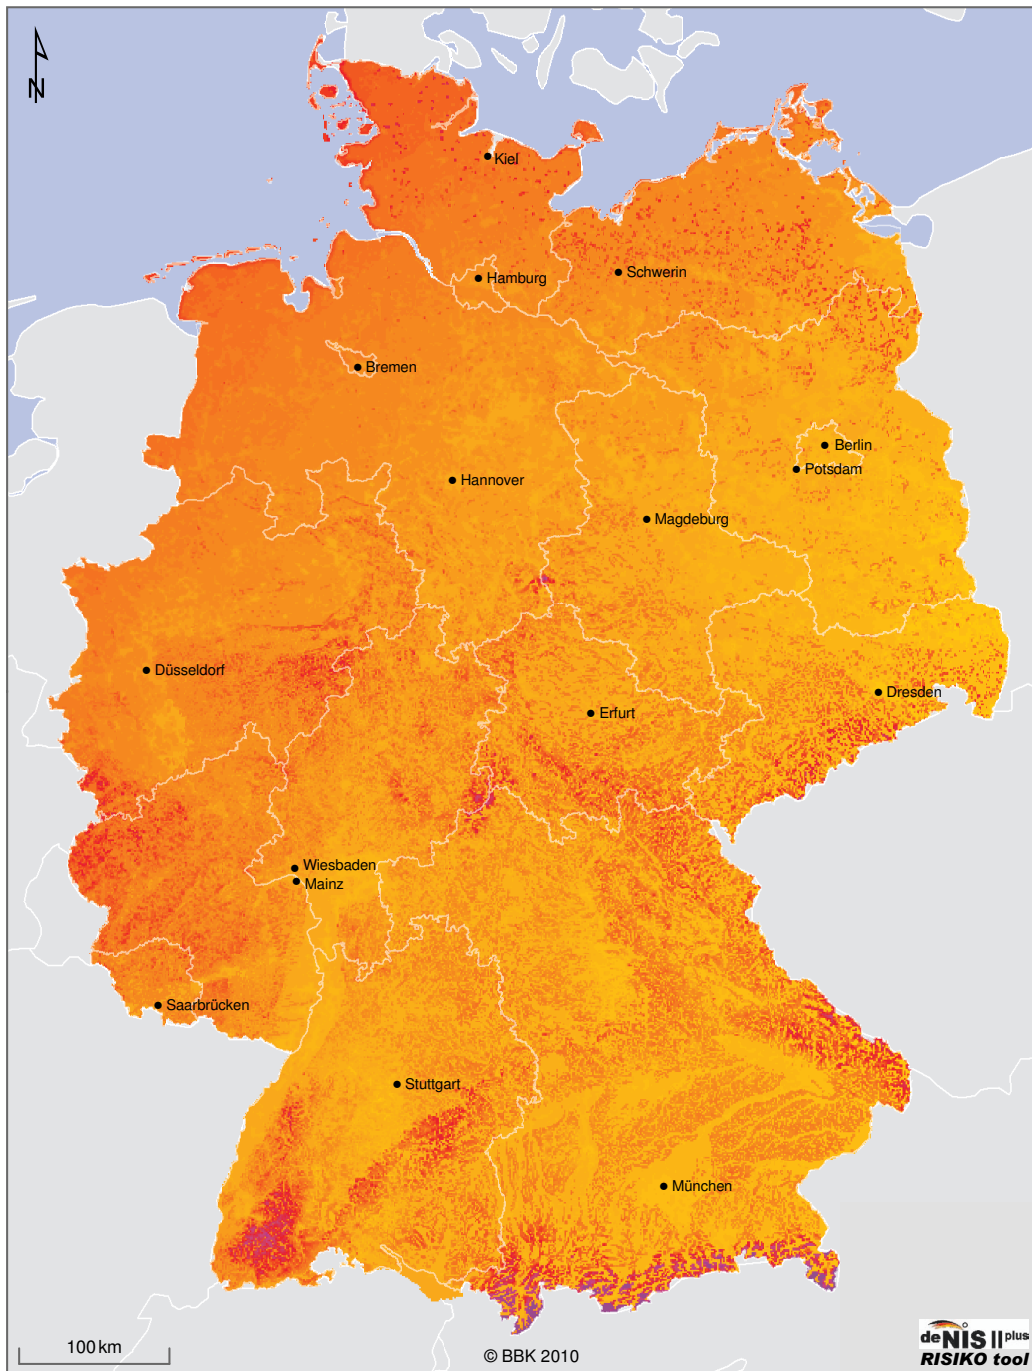 N
Kiel
Schwerin
Hamburg
Bremen
Berlin
Potsdam
Hannover
Magdeburg
Düsseldorf
Dresden
Erfurt
Wiesbaden
Mainz
Saarbrücken
Stuttgart
München
100 km
© BBK 2010
deNIS II plus
RISIKO tool